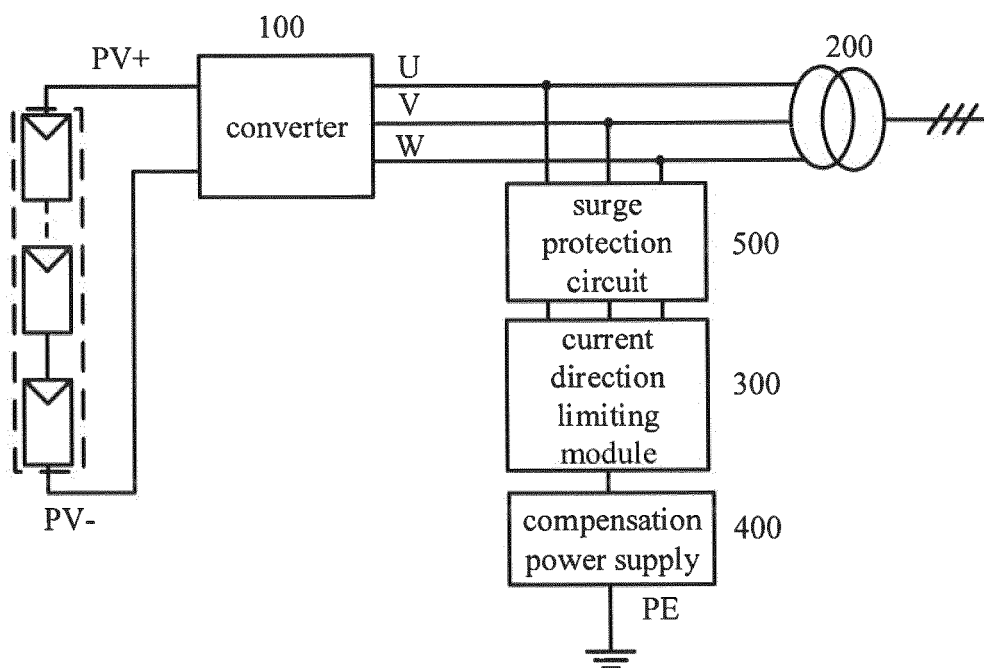 100
200
PV+
U
V
W
converter
surge
protection
circuit
500
current
direction
limiting
module
300
compensation
power supply
400
PV-
PE